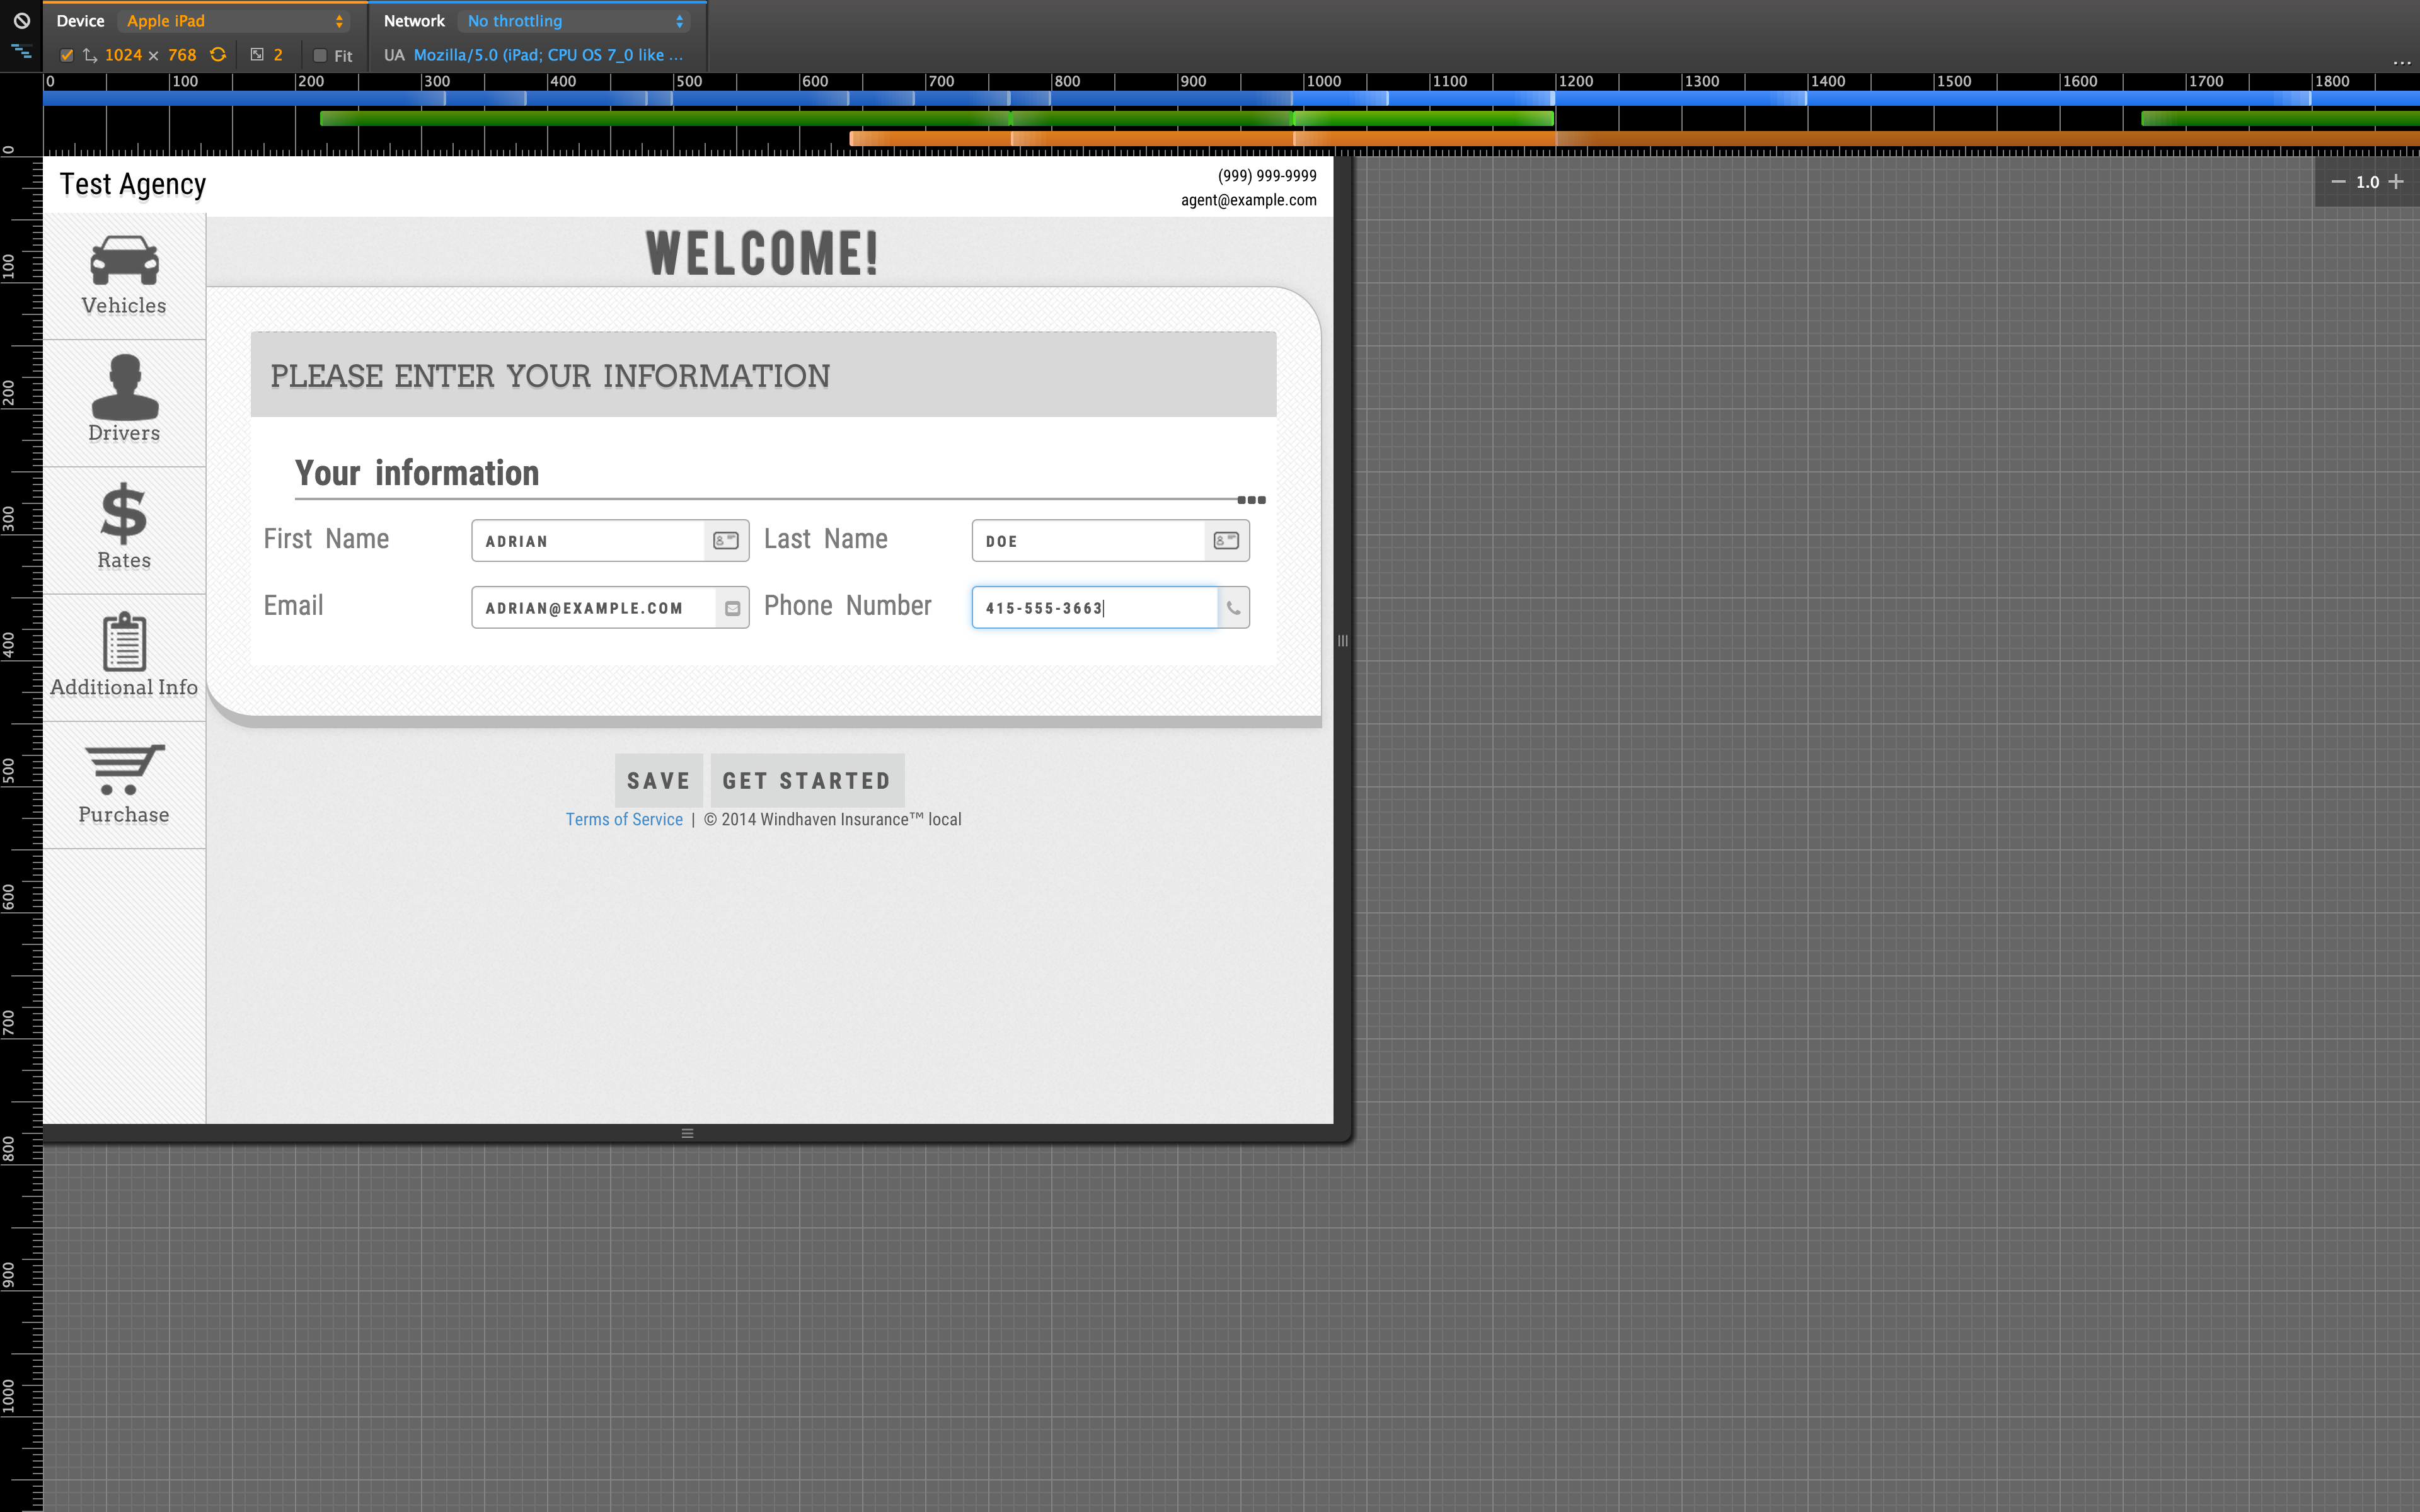 Device Apple iPad Network No throttling
1024 × 768 2 Fit UA Mozilla/5.0 (iPad; CPU OS 7_0 like ...
...
0 100 200 300 400 500 600 700 800 900 1000 1100 1200 1300 1400 1500 1600 1700 1800
0
100
200
300
400
500
600
700
800
900
1000
− 1.0 +
Test Agency
(999) 999-9999
agent@example.com
Vehicles
Drivers
Rates
Additional Info
Purchase
WELCOME!
PLEASE ENTER YOUR INFORMATION
Your information
First Name ADRIAN Last Name DOE
Email ADRIAN@EXAMPLE.COM Phone Number 415-555-3663
SAVE GET STARTED
Terms of Service | © 2014 Windhaven Insurance™ local